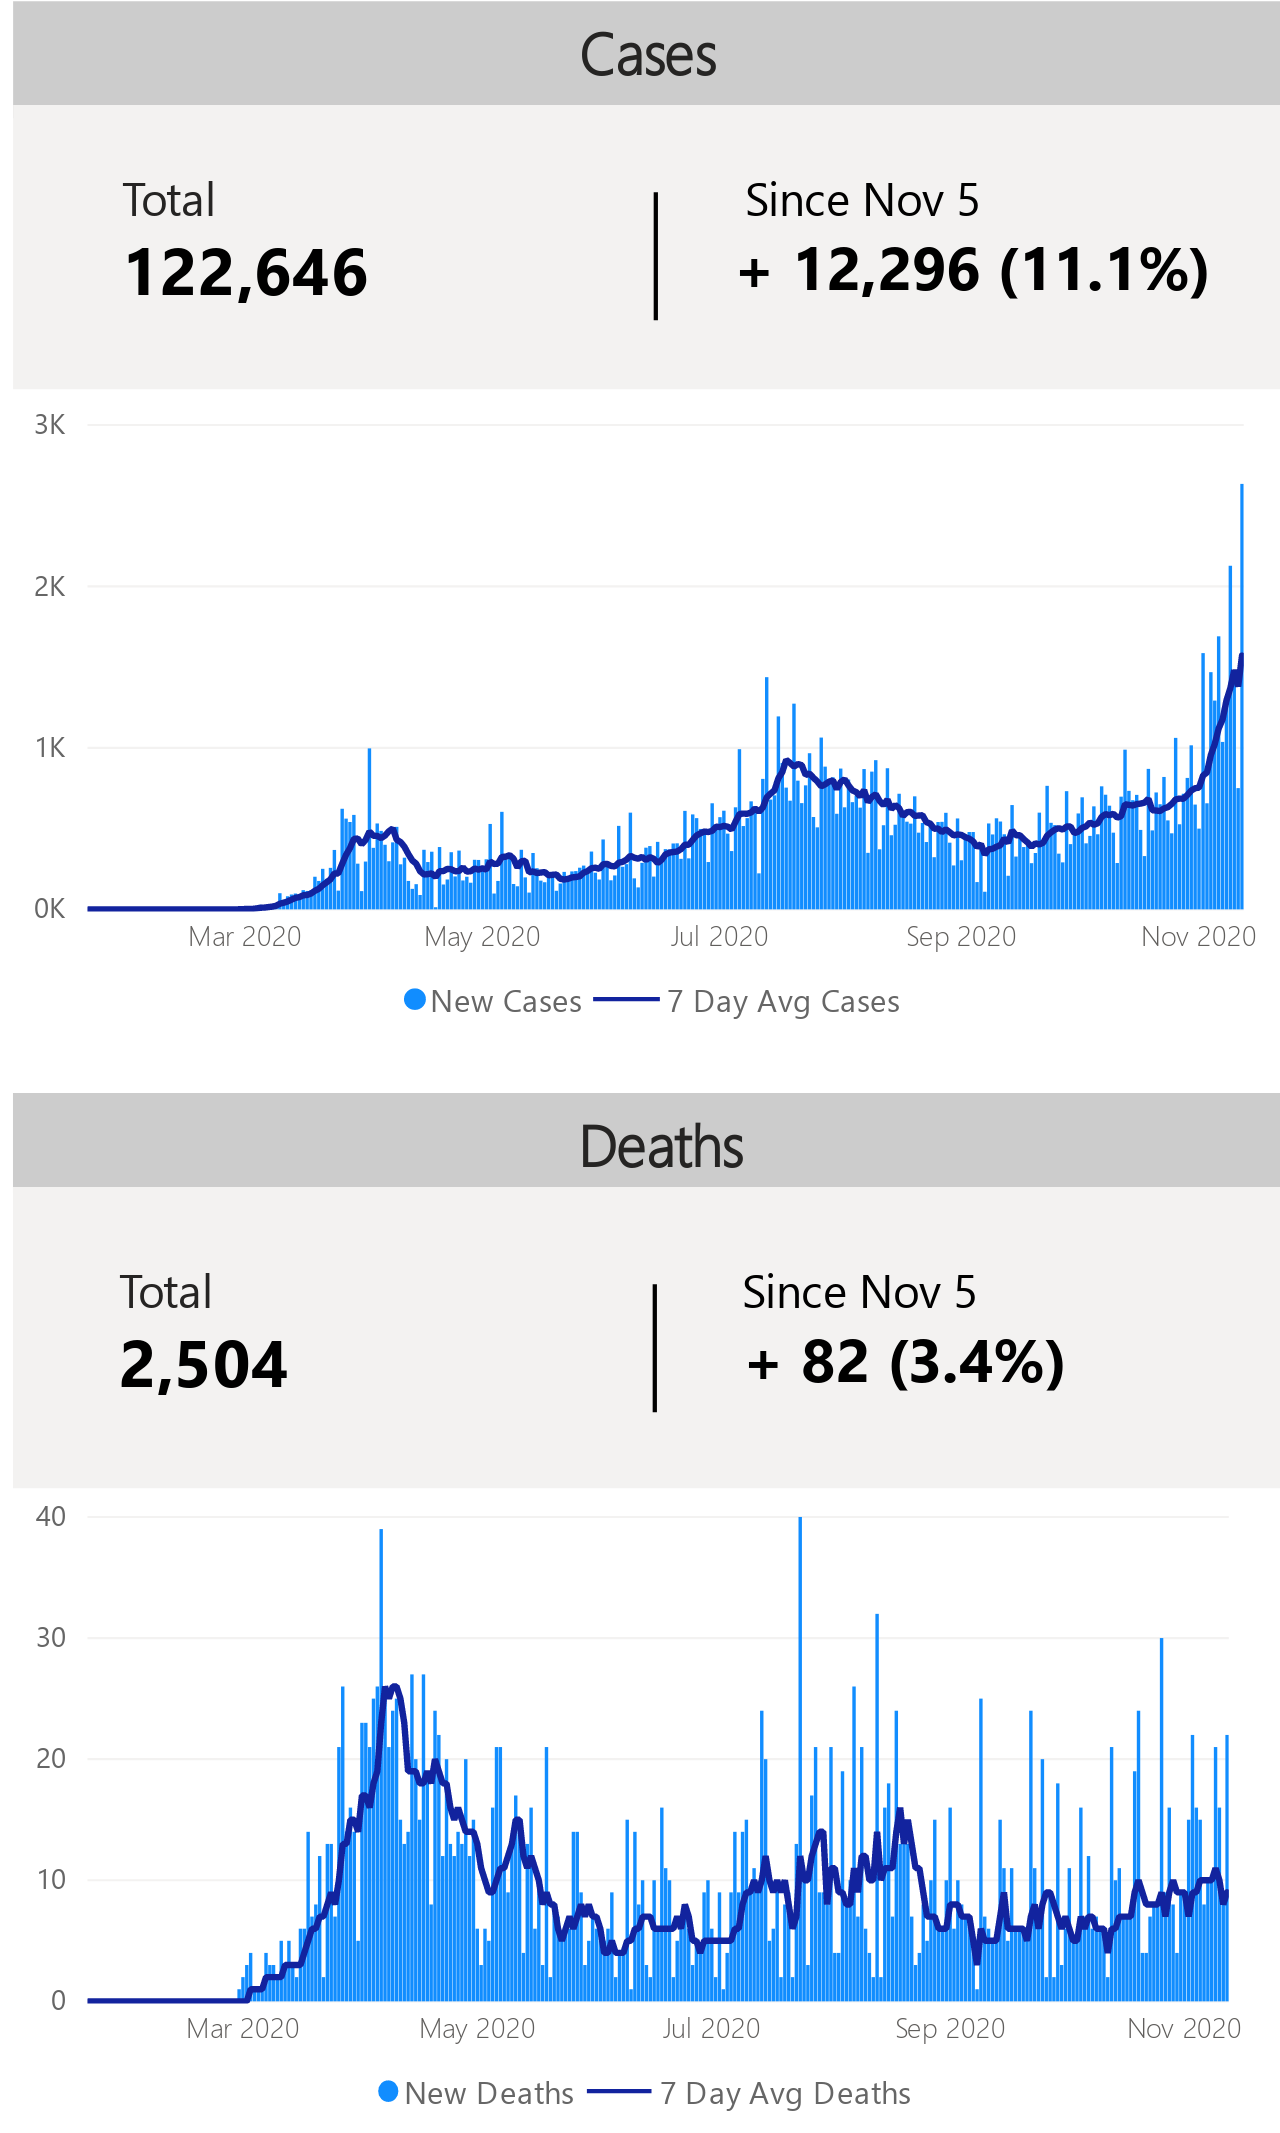 Cases
Total
Since Nov 5
122,646
+ 12,296 (11.1%)
3K
2K
1K
0K
Mar 2020 May 2020 Jul 2020 Sep 2020 Nov 2020
New Cases 7 Day Avg Cases
Deaths
Total
Since Nov 5
2,504
+ 82 (3.4%)
40
30
20
10
0
Mar 2020 May 2020 Jul 2020 Sep 2020 Nov 2020
New Deaths 7 Day Avg Deaths